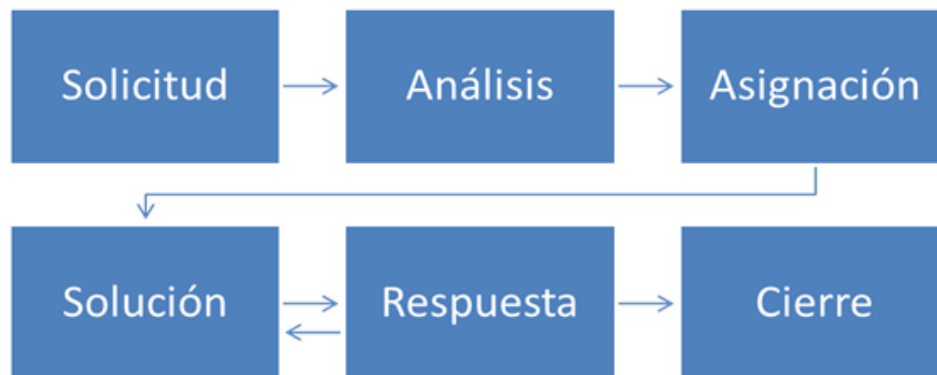 Solicitud
Análisis
Asignación
Solución
Respuesta
Cierre